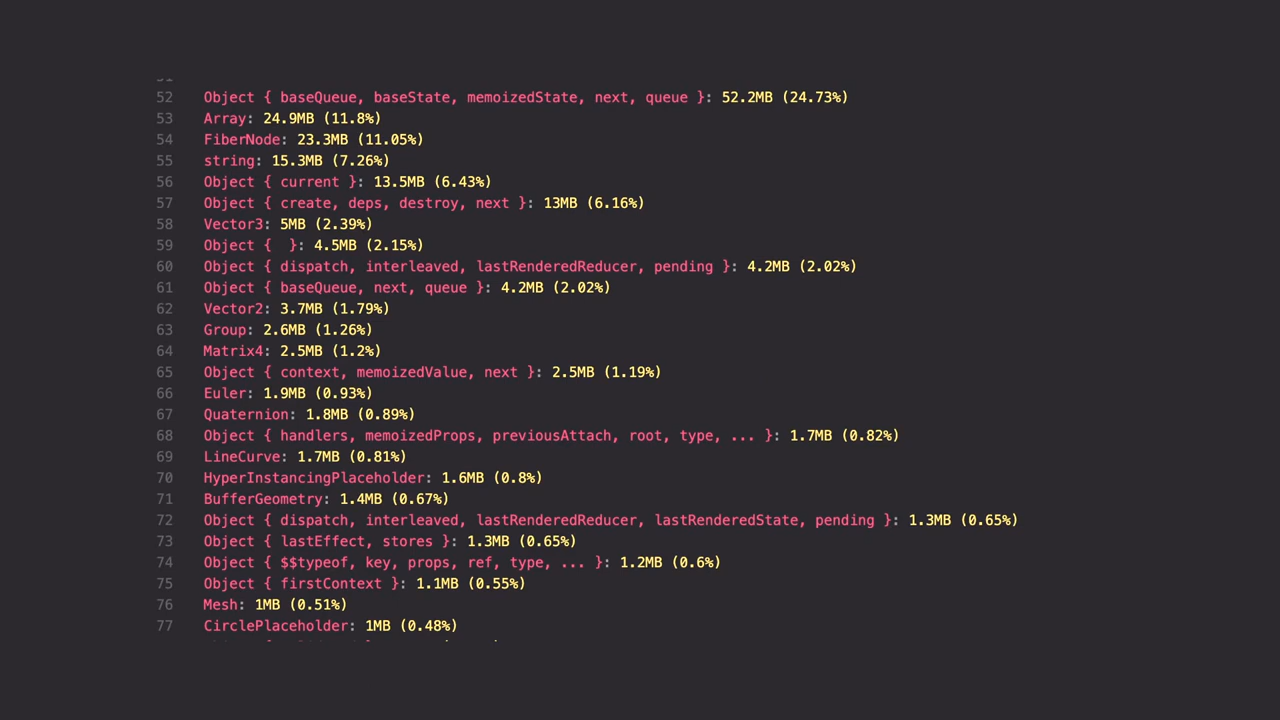 52 Object { baseQueue, baseState, memoizedState, next, queue }: 52.2MB (24.73%)
53 Array: 24.9MB (11.8%)
54 FiberNode: 23.3MB (11.05%)
55 string: 15.3MB (7.26%)
56 Object { current }: 13.5MB (6.43%)
57 Object { create, deps, destroy, next }: 13MB (6.16%)
58 Vector3: 5MB (2.39%)
59 Object {  }: 4.5MB (2.15%)
60 Object { dispatch, interleaved, lastRenderedReducer, pending }: 4.2MB (2.02%)
61 Object { baseQueue, next, queue }: 4.2MB (2.02%)
62 Vector2: 3.7MB (1.79%)
63 Group: 2.6MB (1.26%)
64 Matrix4: 2.5MB (1.2%)
65 Object { context, memoizedValue, next }: 2.5MB (1.19%)
66 Euler: 1.9MB (0.93%)
67 Quaternion: 1.8MB (0.89%)
68 Object { handlers, memoizedProps, previousAttach, root, type, ... }: 1.7MB (0.82%)
69 LineCurve: 1.7MB (0.81%)
70 HyperInstancingPlaceholder: 1.6MB (0.8%)
71 BufferGeometry: 1.4MB (0.67%)
72 Object { dispatch, interleaved, lastRenderedReducer, lastRenderedState, pending }: 1.3MB (0.65%)
73 Object { lastEffect, stores }: 1.3MB (0.65%)
74 Object { $$typeof, key, props, ref, type, ... }: 1.2MB (0.6%)
75 Object { firstContext }: 1.1MB (0.55%)
76 Mesh: 1MB (0.51%)
77 CirclePlaceholder: 1MB (0.48%)